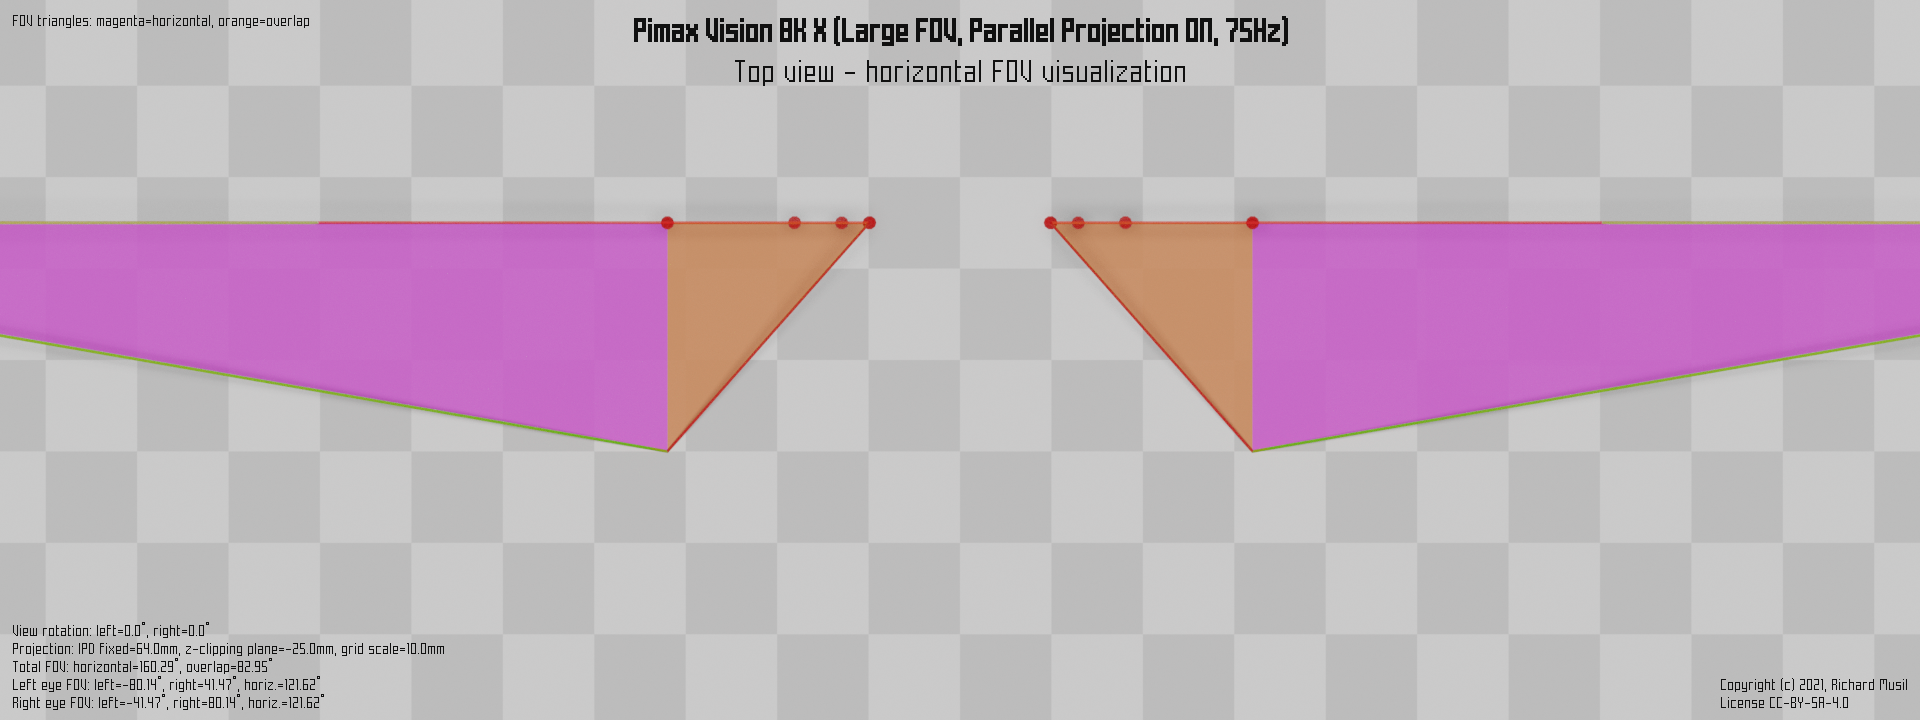 FOV triangles: magenta=horizontal, orange=overlap
Pimax Vision 8K X (Large FOV, Parallel Projection ON, 75Hz)
Top view - horizontal FOV visualization
View rotation: left=0.0°, right=0.0°
Projection: IPD fixed=64.0mm, z-clipping plane=-25.0mm, grid scale=10.0mm
Total FOV: horizontal=160.29°, overlap=82.95°
Left eye FOV: left=-80.14°, right=41.47°, horiz.=121.62°
Right eye FOV: left=-41.47°, right=80.14°, horiz.=121.62°
Copyright (c) 2021, Richard Musil
License CC-BY-SA-4.0